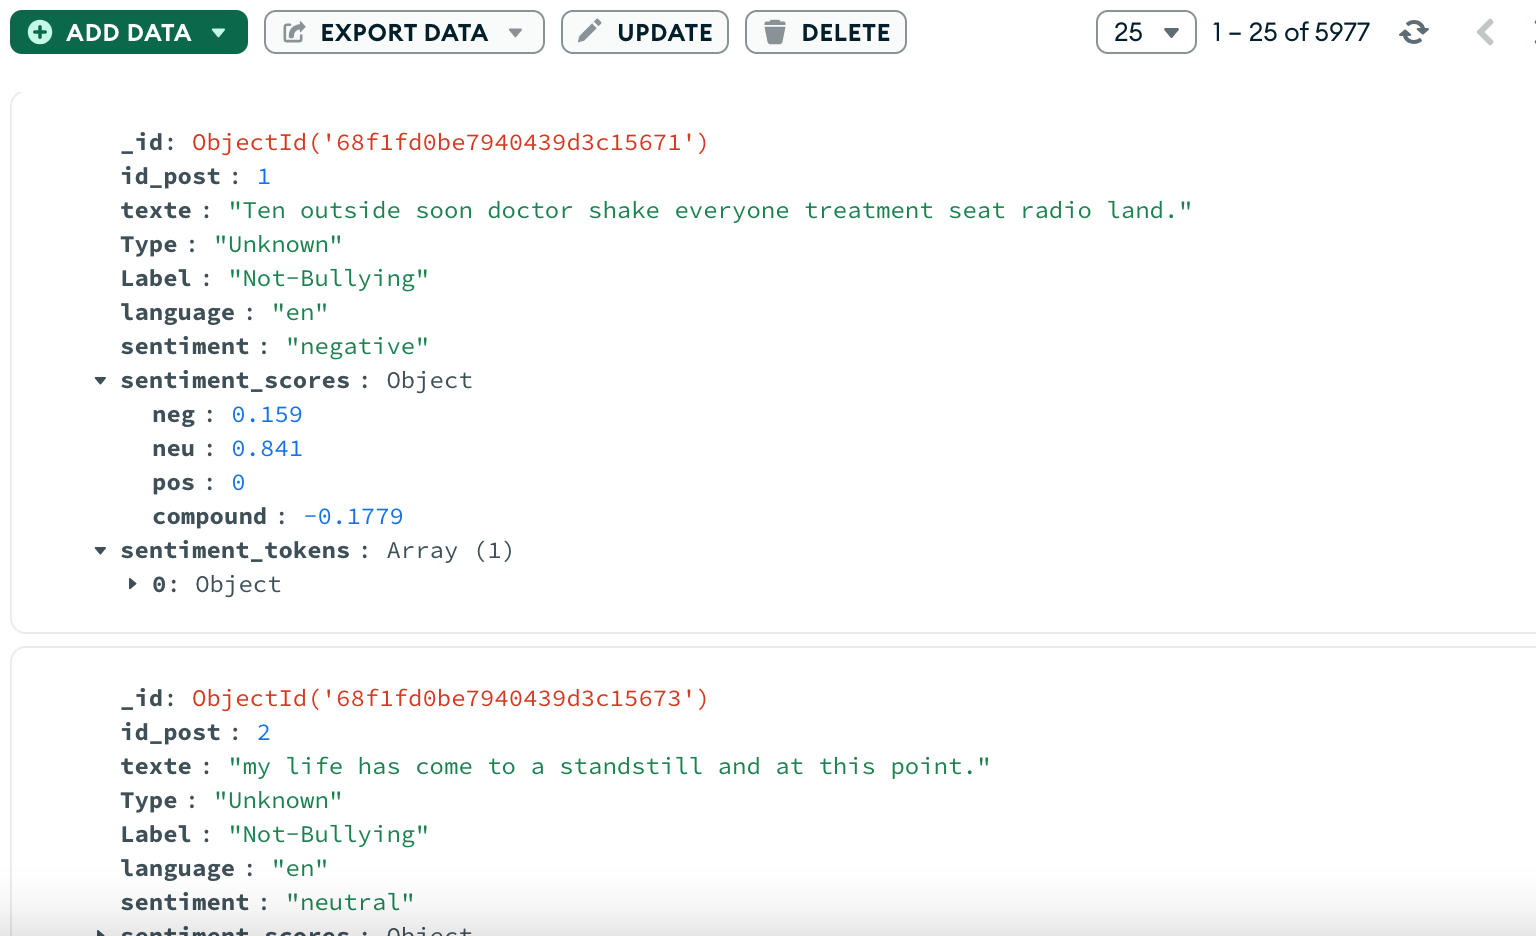 ADD DATA EXPORT DATA UPDATE DELETE 25 1 – 25 of 5977
_id: ObjectId('68f1fd0be7940439d3c15671')
id_post : 1
texte : "Ten outside soon doctor shake everyone treatment seat radio land."
Type : "Unknown"
Label : "Not-Bullying"
language : "en"
sentiment : "negative"
sentiment_scores : Object
neg : 0.159
neu : 0.841
pos : 0
compound : -0.1779
sentiment_tokens : Array (1)
0: Object
_id: ObjectId('68f1fd0be7940439d3c15673')
id_post : 2
texte : "my life has come to a standstill and at this point."
Type : "Unknown"
Label : "Not-Bullying"
language : "en"
sentiment : "neutral"
sentiment_scores : Object